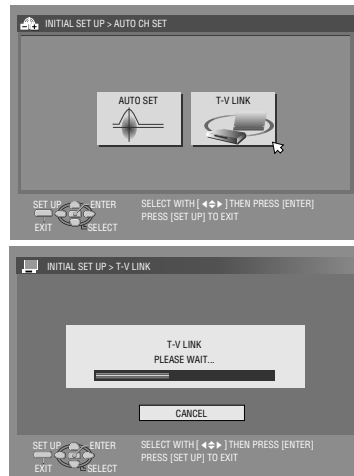 INITIAL SET UP > AUTO CH SET
AUTO SET
T-V LINK
SET UP
ENTER
EXIT
SELECT
SELECT WITH [ ◀ ▲▼ ▶ ] THEN PRESS [ENTER]
PRESS [SET UP] TO EXIT
INITIAL SET UP > T-V LINK
T-V LINK
PLEASE WAIT...
CANCEL
SET UP
ENTER
EXIT
SELECT
SELECT WITH [ ◀ ▲▼ ▶ ] THEN PRESS [ENTER]
PRESS [SET UP] TO EXIT